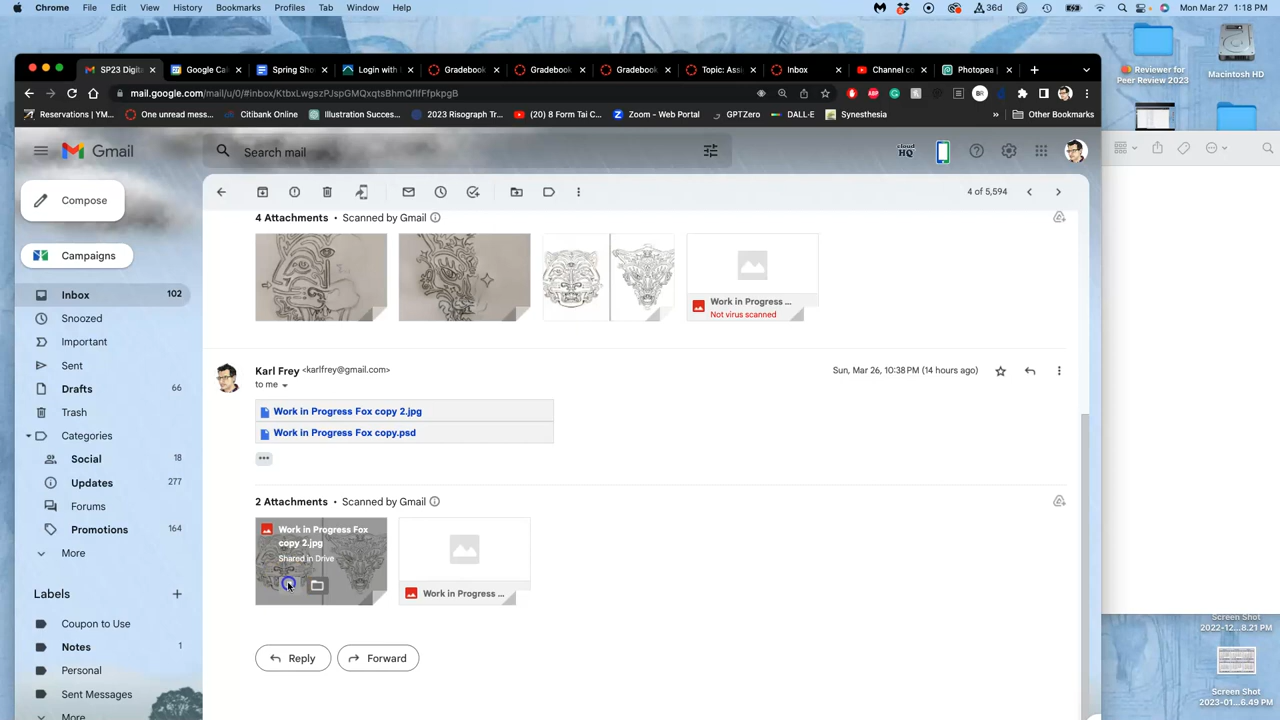 Chrome File Edit View History Bookmarks Profiles Tab Window Help 36d Mon Mar 27 1:18 PM
SP23 Digit Google Cal Spring Sho Login with Gradebook Gradebook Gradebook Topic: Assi Inbox Channel co Photopea
mail.google.com/mail/u/0/#inbox/KtbxLwgszPJspGMQxqtsBhmQflFfpkpgB
Reservations | YM... One unread mess... Citibank Online Illustration Succes... 2023 Risograph Tri... (20) 8 Form Tai C... Zoom - Web Portal GPTZero DALL·E Synesthesia » Other Bookmarks
Reviewer for
Peer Review 2023
Macintosh HD
Gmail
Search mail
cloud
HQ
Compose
4 of 5,594
Campaigns
4 Attachments • Scanned by Gmail
Work in Progress ...
Not virus scanned
Inbox 102
Snoozed
Important
Sent
Drafts 66
Trash
Categories
Social 18
Updates 277
Forums
Promotions 164
More
Labels
Coupon to Use
Notes 1
Personal
Sent Messages
More
Karl Frey <karlfrey@gmail.com>
to me
Sun, Mar 26, 10:38 PM (14 hours ago)
Work in Progress Fox copy 2.jpg
Work in Progress Fox copy.psd
2 Attachments • Scanned by Gmail
Work in Progress Fox
copy 2.jpg
Shared in Drive
Work in Progress ...
Reply
Forward
Screen Shot
2022-12...8.21 PM
Screen Shot
2023-01...6.49 PM